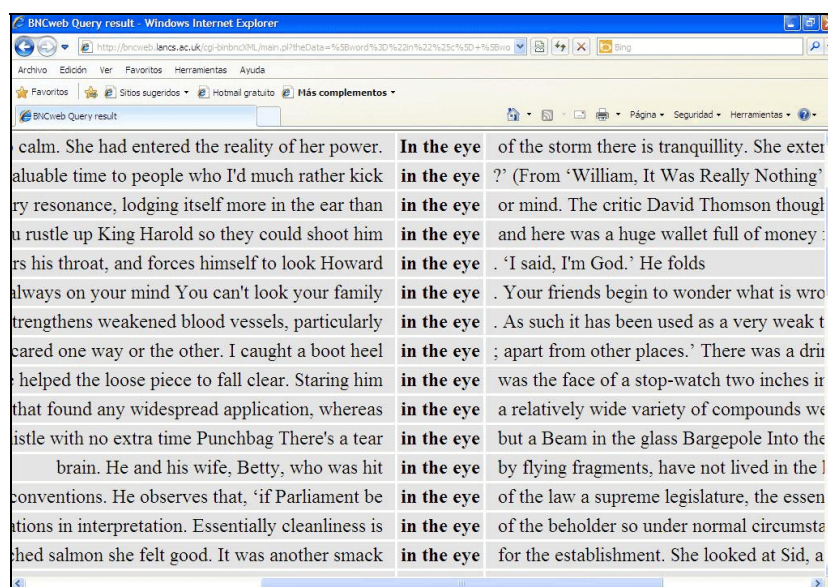 BNCweb Query result - Windows Internet Explorer
http://bncweb.lancs.ac.uk/cgi-binbncXML/main.pl?theData=%5Bword%3D%22in%22%25c%5D+%5Bwo Bing
Archivo Edición Ver Favoritos Herramientas Ayuda
Favoritos Sitios sugeridos Hotmail gratuito Más complementos
BNCweb Query result Página Seguridad Herramientas
calm. She had entered the reality of her power. In the eye of the storm there is tranquillity. She exter
aluable time to people who I'd much rather kick in the eye ?' (From ‘William, It Was Really Nothing’
ry resonance, lodging itself more in the ear than in the eye or mind. The critic David Thomson though
u rustle up King Harold so they could shoot him in the eye and here was a huge wallet full of money
rs his throat, and forces himself to look Howard in the eye . ‘I said, I'm God.’ He folds
always on your mind You can't look your family in the eye . Your friends begin to wonder what is wro
trengthens weakened blood vessels, particularly in the eye . As such it has been used as a very weak t
cared one way or the other. I caught a boot heel in the eye ; apart from other places.’ There was a drin
helped the loose piece to fall clear. Staring him in the eye was the face of a stop-watch two inches in
that found any widespread application, whereas in the eye a relatively wide variety of compounds we
istle with no extra time Punchbag There's a tear in the eye but a Beam in the glass Bargepole Into the
brain. He and his wife, Betty, who was hit in the eye by flying fragments, have not lived in the l
conventions. He observes that, ‘if Parliament be in the eye of the law a supreme legislature, the essen
ations in interpretation. Essentially cleanliness is in the eye of the beholder so under normal circumsta
ched salmon she felt good. It was another smack in the eye for the establishment. She looked at Sid, a